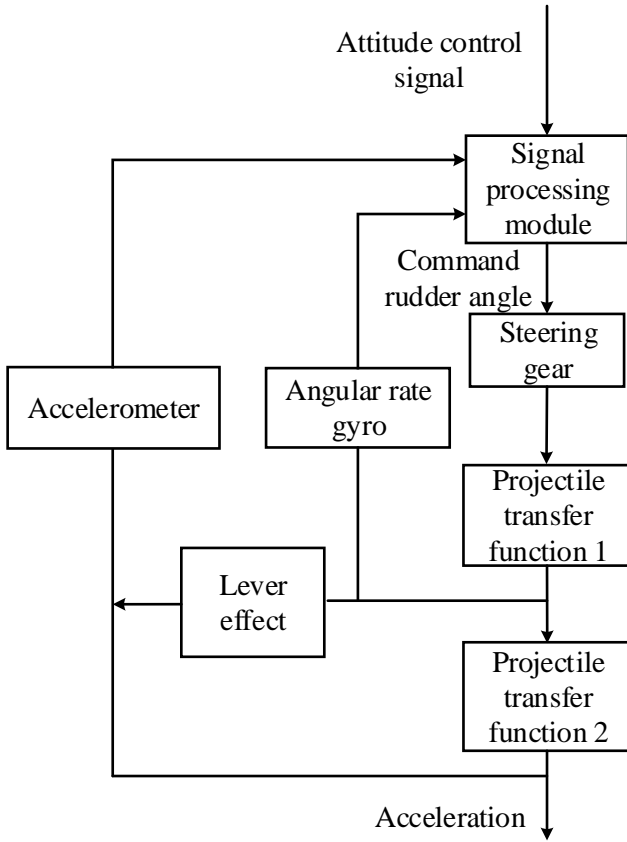 Attitude control
signal
Signal
processing
module
Command
rudder angle
Steering
gear
Accelerometer
Angular rate
gyro
Projectile
transfer
function 1
Lever
effect
Projectile
transfer
function 2
Acceleration